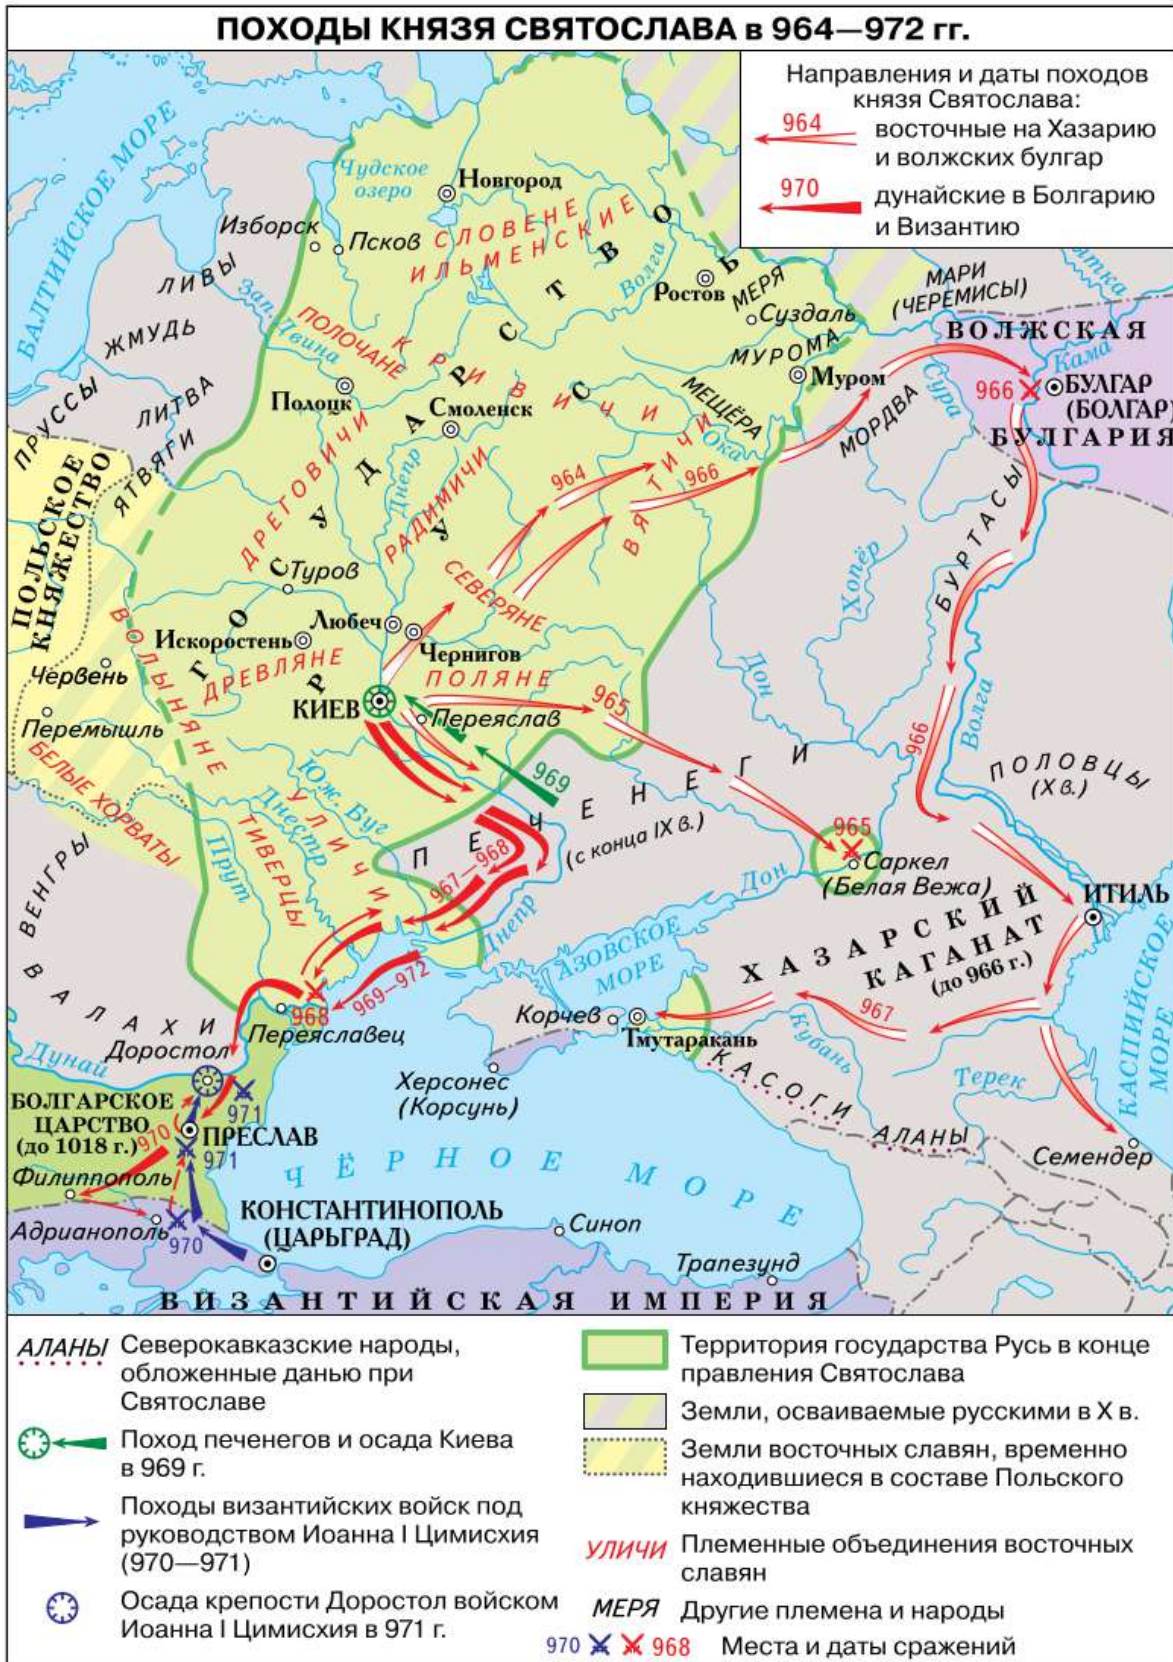 ПОХОДЫ КНЯЗЯ СВЯТОСЛАВА в 964—972 гг.
Направления и даты походов
князя Святослава:
964
восточные на Хазарию
и волжских булгар
970
дунайские в Болгарию
и Византию
БАЛТИЙСКОЕ МОРЕ
Чудское
озеро
Новгород
СЛОВЕНЕ
ИЛЬМЕНСКИЕ
Изборск
Псков
ЛИВЫ
Зап. Двина
Волга
Ростов
МЕРЯ
Суздаль
МАРИ
(ЧЕРЕМИСЫ)
ВОЛЖСКАЯ
БУЛГАРИЯ
Кама
966
БУЛГАР
(БОЛГАР)
Сура
ЖМУДЬ
ПОЛОЧАНЕ
КРИВИЧИ
МУРОМА
Муром
МЕЩЁРА
МОРДВА
ПРУССЫ
ЛИТВА
ЯТВЯГИ
Полоцк
Смоленск
Ока
ПОЛЬСКОЕ
КНЯЖЕСТВО
ДРЕГОВИЧИ
Днепр
РАДИМИЧИ
964
966
ВЯТИЧИ
БУРТАСЫ
Хопёр
ГОСУДАРСТВО
РУСЬ
Туров
СЕВЕРЯНЕ
Любеч
Чернигов
Искоростень
ДРЕВЛЯНЕ
ВОЛЫНЯНЕ
Червень
Перемышль
БЕЛЫЕ ХОРВАТЫ
КИЕВ
ПОЛЯНЕ
Переяслав
965
969
Дон
966
Волга
ПОЛОВЦЫ
(X в.)
ПЕЧЕНЕГИ
(с конца IX в.)
Юж. Буг
Днестр
УЛИЧИ
ТИВЕРЦЫ
Прут
ВЕНГРЫ
967—968
Днепр
965
Саркел
(Белая Вежа)
Дон
ИТИЛЬ
ХАЗАРСКИЙ
КАГАНАТ
(до 966 г.)
АЗОВСКОЕ
МОРЕ
969—972
968
Переяславец
ВАЛАХИ
Дунай
Доростол
Корчев
Тмутаракань
967
Кубань
КАСОГИ
Терек
КАСПИЙСКОЕ
МОРЕ
АЛАНЫ
Семендер
Херсонес
(Корсунь)
БОЛГАРСКОЕ
ЦАРСТВО
(до 1018 г.)
971
970
ПРЕСЛАВ
971
Филиппополь
Адрианополь
970
КОНСТАНТИНОПОЛЬ
(ЦАРЬГРАД)
ЧЁРНОЕ МОРЕ
Синоп
Трапезунд
ВИЗАНТИЙСКАЯ ИМПЕРИЯ
АЛАНЫ
Северокавказские народы,
обложенные данью при
Святославе
Поход печенегов и осада Киева
в 969 г.
Походы византийских войск под
руководством Иоанна I Цимисхия
(970—971)
Осада крепости Доростол войском
Иоанна I Цимисхия в 971 г.
Территория государства Русь в конце
правления Святослава
Земли, осваиваемые русскими в X в.
Земли восточных славян, временно
находившиеся в составе Польского
княжества
УЛИЧИ
Племенные объединения восточных
славян
МЕРЯ
Другие племена и народы
970
968
Места и даты сражений